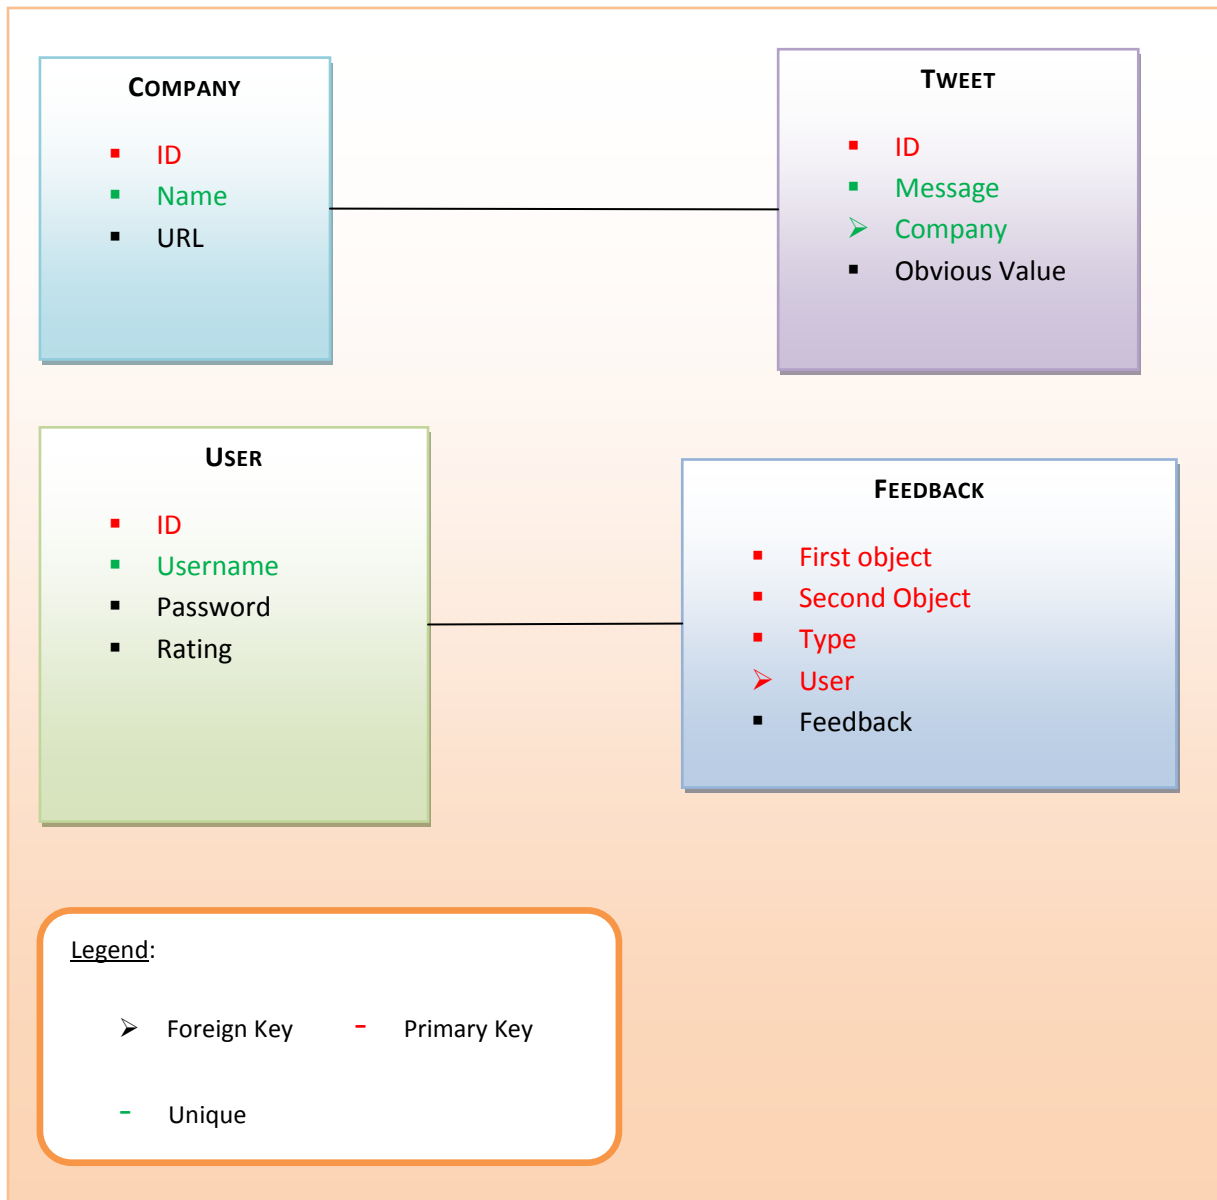 COMPANY
ID
Name
URL
TWEET
ID
Message
Company
Obvious Value
USER
ID
Username
Password
Rating
FEEDBACK
First object
Second Object
Type
User
Feedback
Legend:
Foreign Key
- Primary Key
- Unique